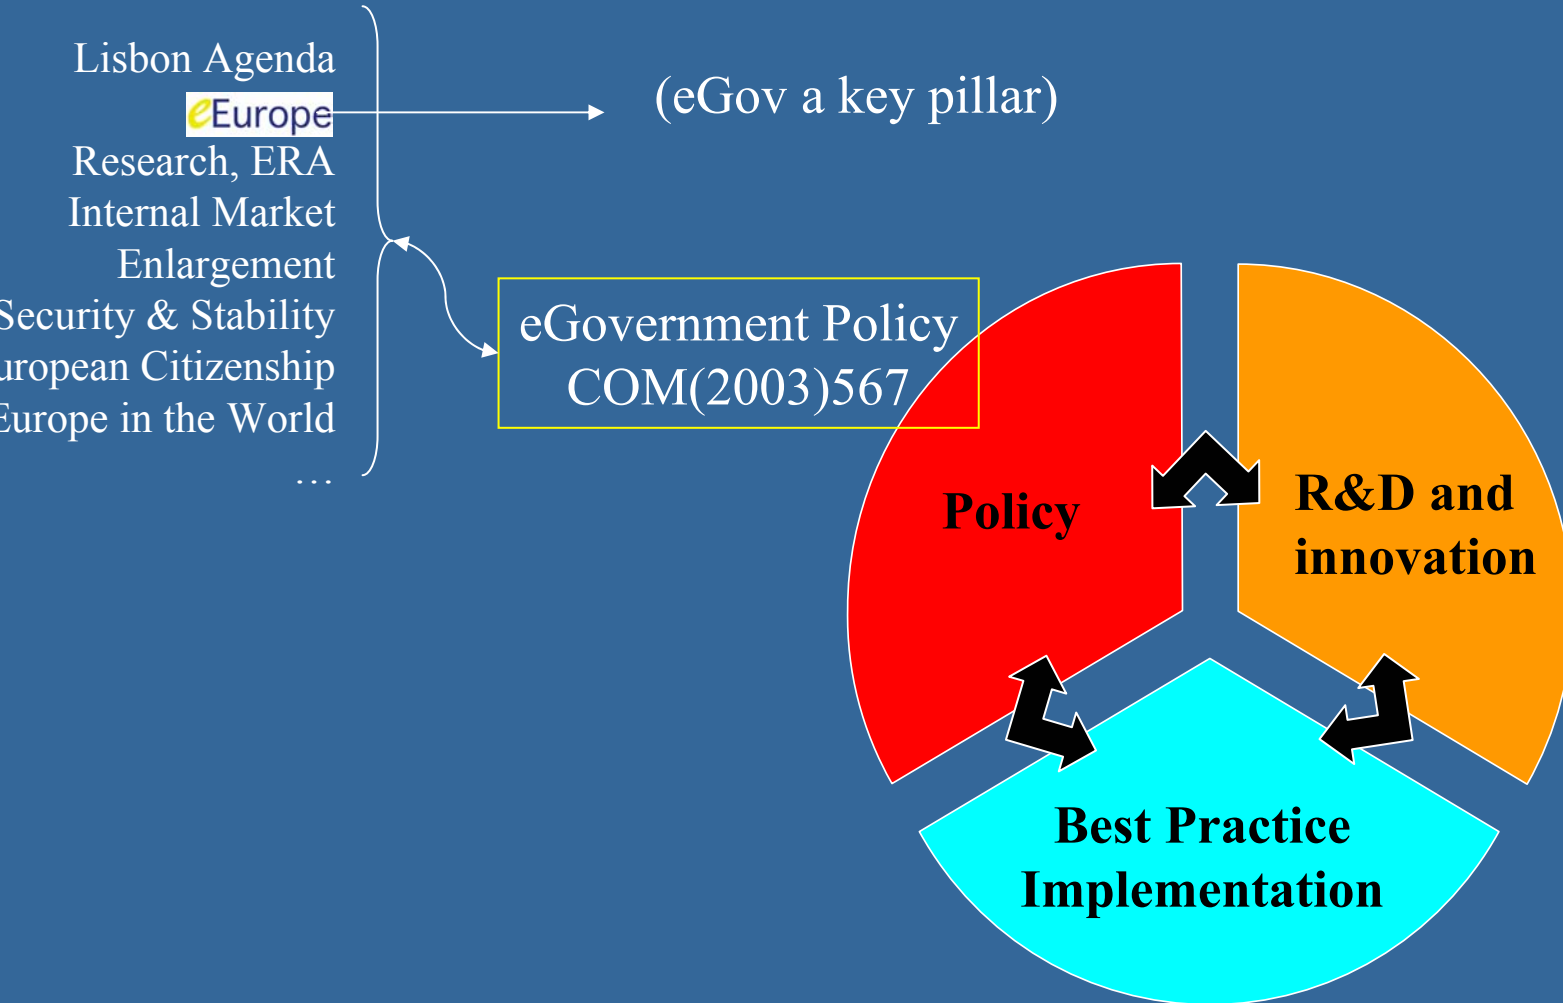 Lisbon Agenda
eEurope
Research, ERA
Internal Market
Enlargement
Security & Stability
uropean Citizenship
Europe in the World
…
(eGov a key pillar)
eGovernment Policy
COM(2003)567
Policy
R&D and
innovation
Best Practice
Implementation